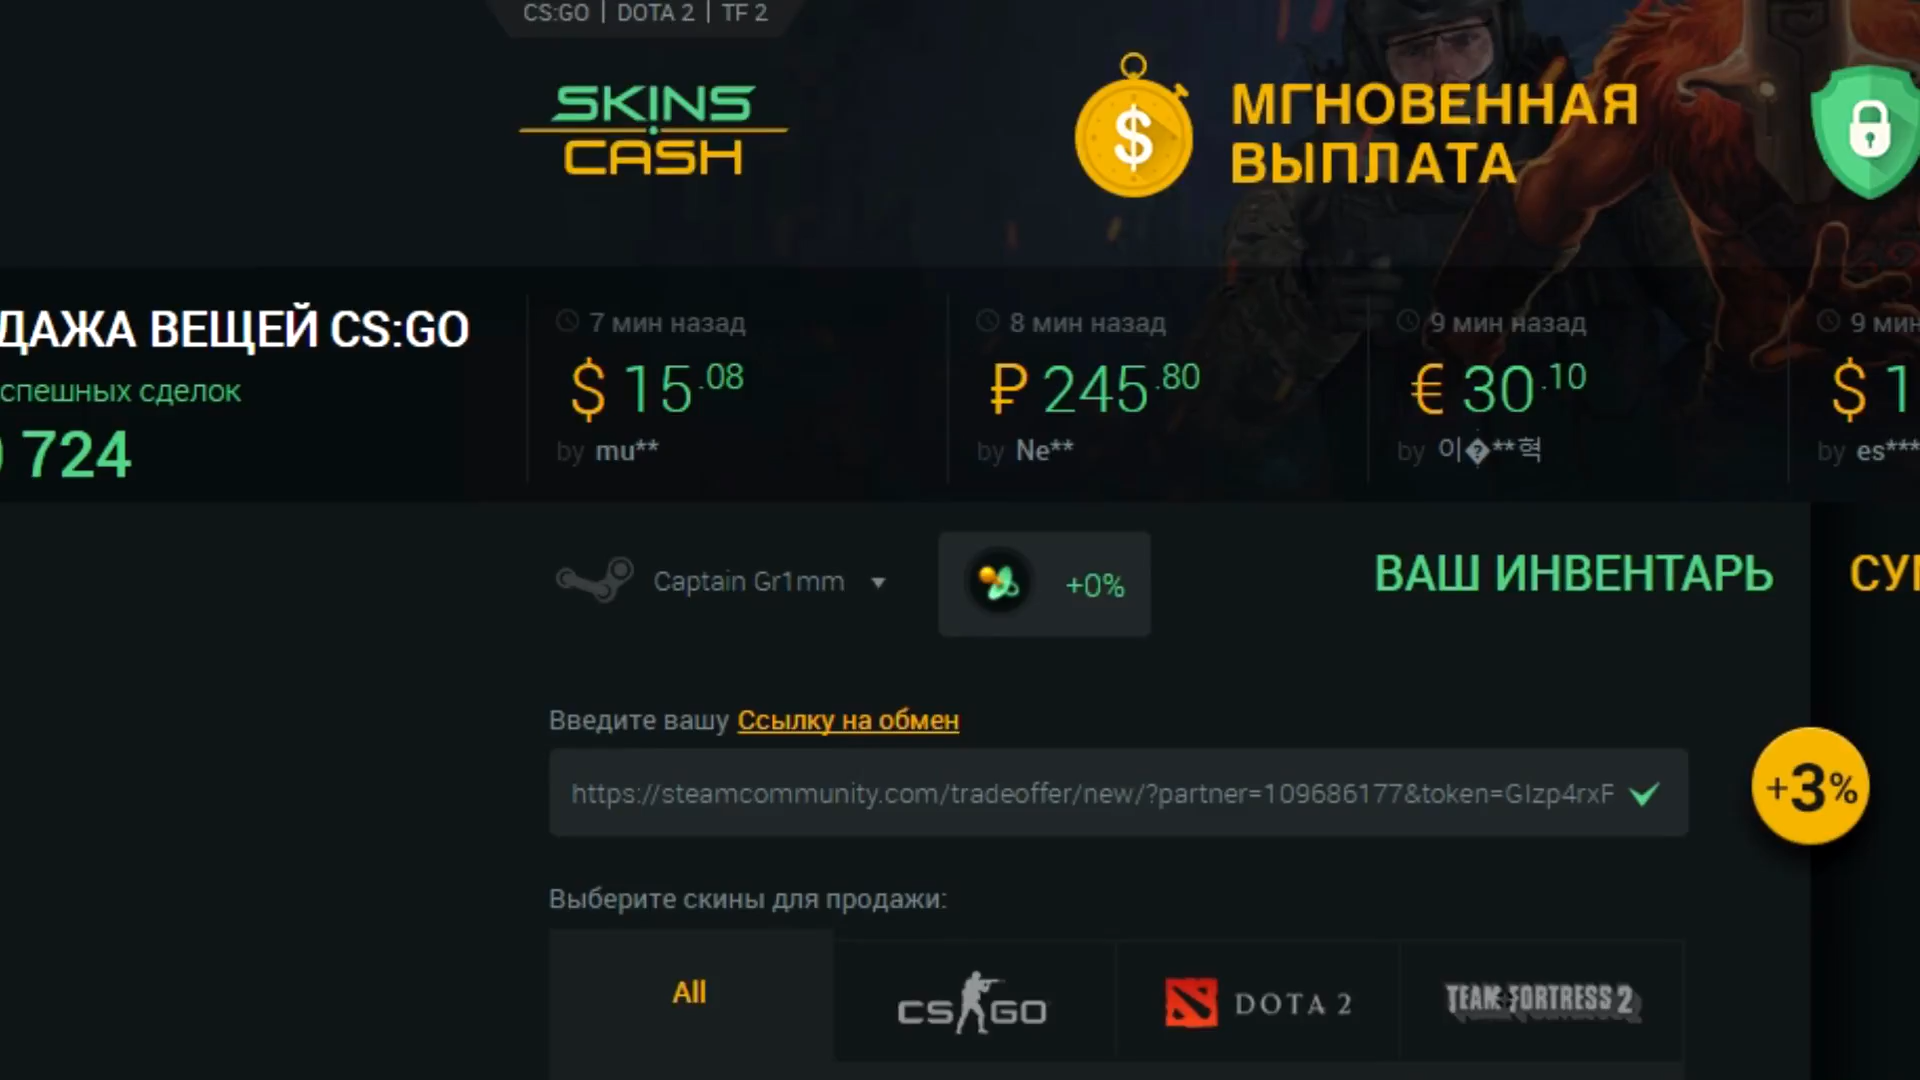 CS:GO | DOTA 2 | TF 2
SKINS
CASH
МГНОВЕННАЯ
ВЫПЛАТА
ДАЖА ВЕЩЕЙ CS:GO
спешных сделок
724
7 мин назад
$ 15.08
by mu**
8 мин назад
₽ 245.80
by Ne**
9 мин назад
€ 30.10
by 이�**혁
9 мин
$ 1
by es***
Captain Gr1mm
+0%
ВАШ ИНВЕНТАРЬ
Введите вашу Ссылку на обмен
https://steamcommunity.com/tradeoffer/new/?partner=109686177&token=GIzp4rxF
+3%
Выберите скины для продажи:
All
CS GO
DOTA 2
TEAM FORTRESS 2